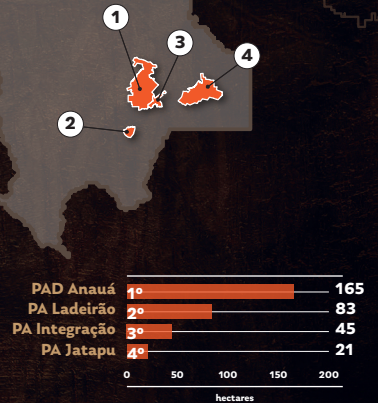 1
3
4
2
PAD Anauá 1º 165
PA Ladeirão 2º 83
PA Integração 3º 45
PA Jatapu 4º 21
0 50 100 150 200
hectares